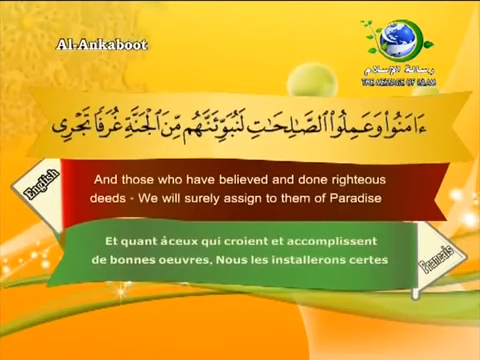 Al-Ankaboot
رسالة الإسلام
THE MESSAGE OF ISLAM
ءَامَنُوا۟ وَعَمِلُوا۟ ٱلصَّـٰلِحَـٰتِ لَنُبَوِّئَنَّهُم مِّنَ ٱلْجَنَّةِ غُرَفًا تَجْرِى
English
And those who have believed and done righteous
deeds - We will surely assign to them of Paradise
Et quant à ceux qui croient et accomplissent
de bonnes oeuvres, Nous les installerons certes
Francais